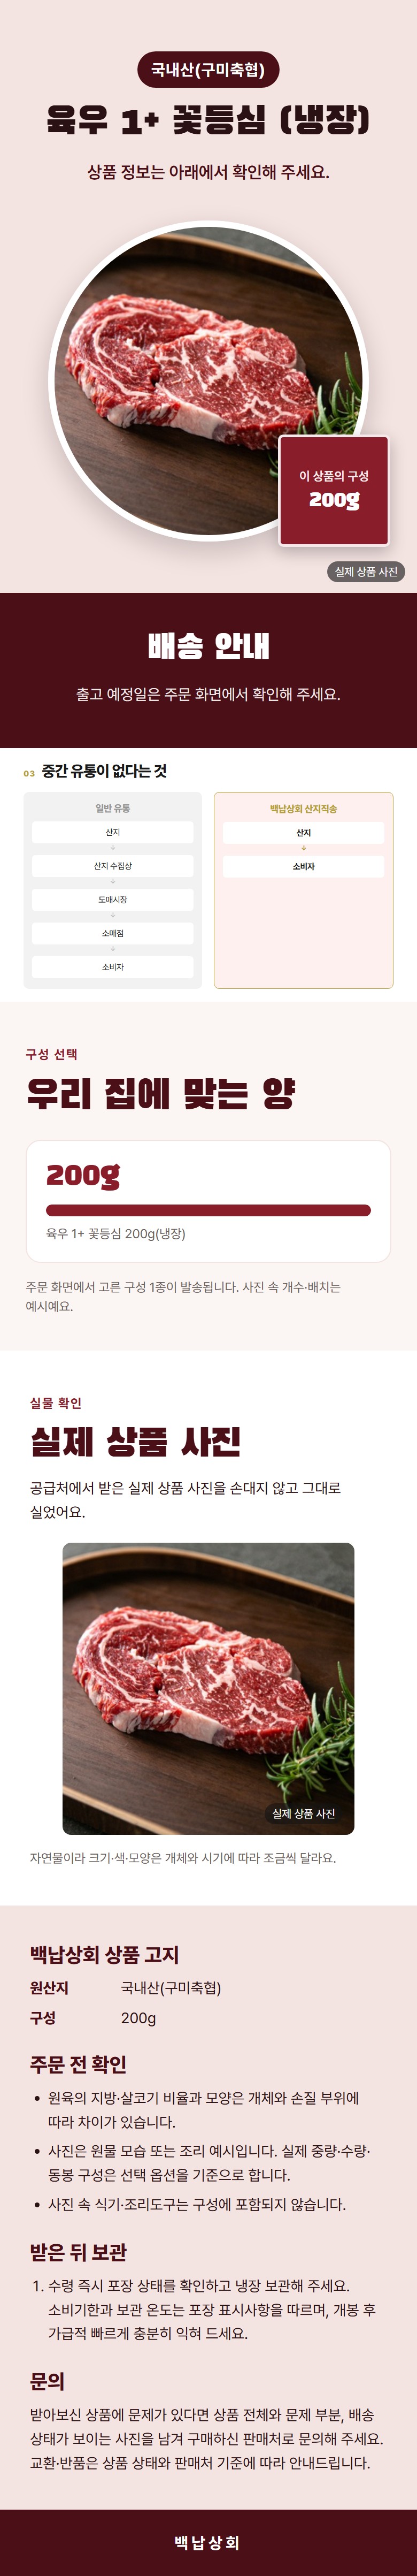 국내산(구미축협)
육우 1+ 꽃등심 (냉장)
상품 정보는 아래에서 확인해 주세요.
이 상품의 구성
200g
실제 상품 사진
배송 안내
출고 예정일은 주문 화면에서 확인해 주세요.
03 중간 유통이 없다는 것
일반 유통
산지
↓
산지 수집상
↓
도매시장
↓
소매점
↓
소비자
백납상회 산지직송
산지
↓
소비자
구성 선택
우리 집에 맞는 양
200g
육우 1+ 꽃등심 200g(냉장)
주문 화면에서 고른 구성 1종이 발송됩니다. 사진 속 개수·배치는
예시예요.
실물 확인
실제 상품 사진
공급처에서 받은 실제 상품 사진을 손대지 않고 그대로
실었어요.
실제 상품 사진
자연물이라 크기·색·모양은 개체와 시기에 따라 조금씩 달라요.
백납상회 상품 고지
원산지 국내산(구미축협)
구성 200g
주문 전 확인
• 원육의 지방·살코기 비율과 모양은 개체와 손질 부위에
따라 차이가 있습니다.
• 사진은 원물 모습 또는 조리 예시입니다. 실제 중량·수량·
동봉 구성은 선택 옵션을 기준으로 합니다.
• 사진 속 식기·조리도구는 구성에 포함되지 않습니다.
받은 뒤 보관
1. 수령 즉시 포장 상태를 확인하고 냉장 보관해 주세요.
소비기한과 보관 온도는 포장 표시사항을 따르며, 개봉 후
가급적 빠르게 충분히 익혀 드세요.
문의
받아보신 상품에 문제가 있다면 상품 전체와 문제 부분, 배송
상태가 보이는 사진을 남겨 구매하신 판매처로 문의해 주세요.
교환·반품은 상품 상태와 판매처 기준에 따라 안내드립니다.
백납상회